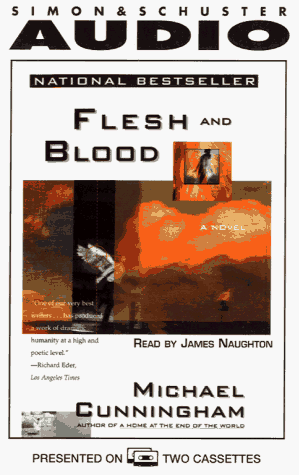 SIMON & SCHUSTER
AUDIO
NATIONAL BESTSELLER
FLESH AND
BLOOD
A NOVEL
"One of our very best
writers . . . has produced
a work of
humanity at a high and
poetic level."
—Richard Eder,
Los Angeles Times
READ BY JAMES NAUGHTON
MICHAEL
CUNNINGHAM
AUTHOR OF A HOME AT THE END OF THE WORLD
PRESENTED ON TWO CASSETTES